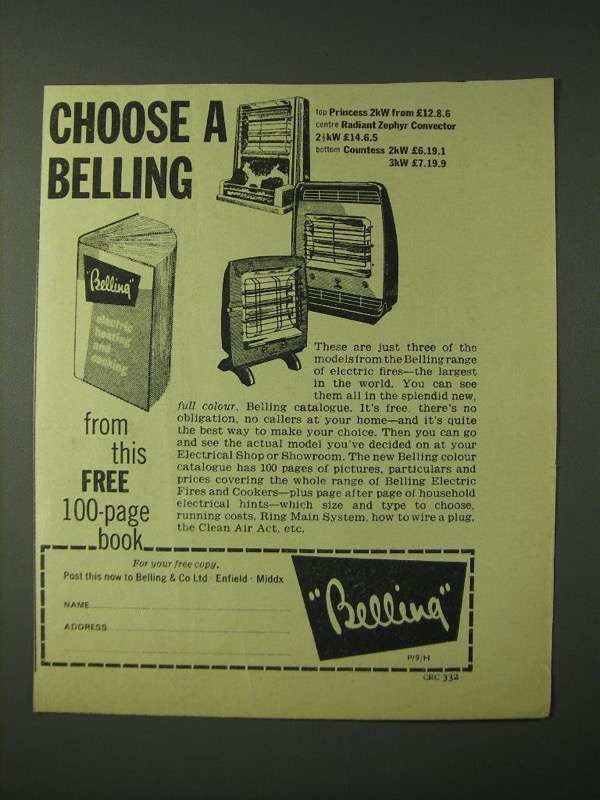 CHOOSE A
BELLING
top Princess 2kW from £12.8.6
centre Radiant Zephyr Convector
2½kW £14.6.5
bottom Countess 2kW £6.19.1
3kW £7.19.9
"Belling"
electric
heating
and
cooking
from
this
FREE
100-page
book
These are just three of the
models from the Belling range
of electric fires—the largest
in the world. You can see
them all in the splendid new,
full colour, Belling catalogue. It's free, there's no
obligation, no callers at your home—and it's quite
the best way to make your choice. Then you can go
and see the actual model you've decided on at your
Electrical Shop or Showroom. The new Belling colour
catalogue has 100 pages of pictures, particulars and
prices covering the whole range of Belling Electric
Fires and Cookers—plus page after page of household
electrical hints—which size and type to choose,
running costs, Ring Main System, how to wire a plug,
the Clean Air Act, etc.
For your free copy,
Post this now to Belling & Co Ltd · Enfield · Middx
NAME
ADDRESS
"Belling"
P/9/H
CRC 332